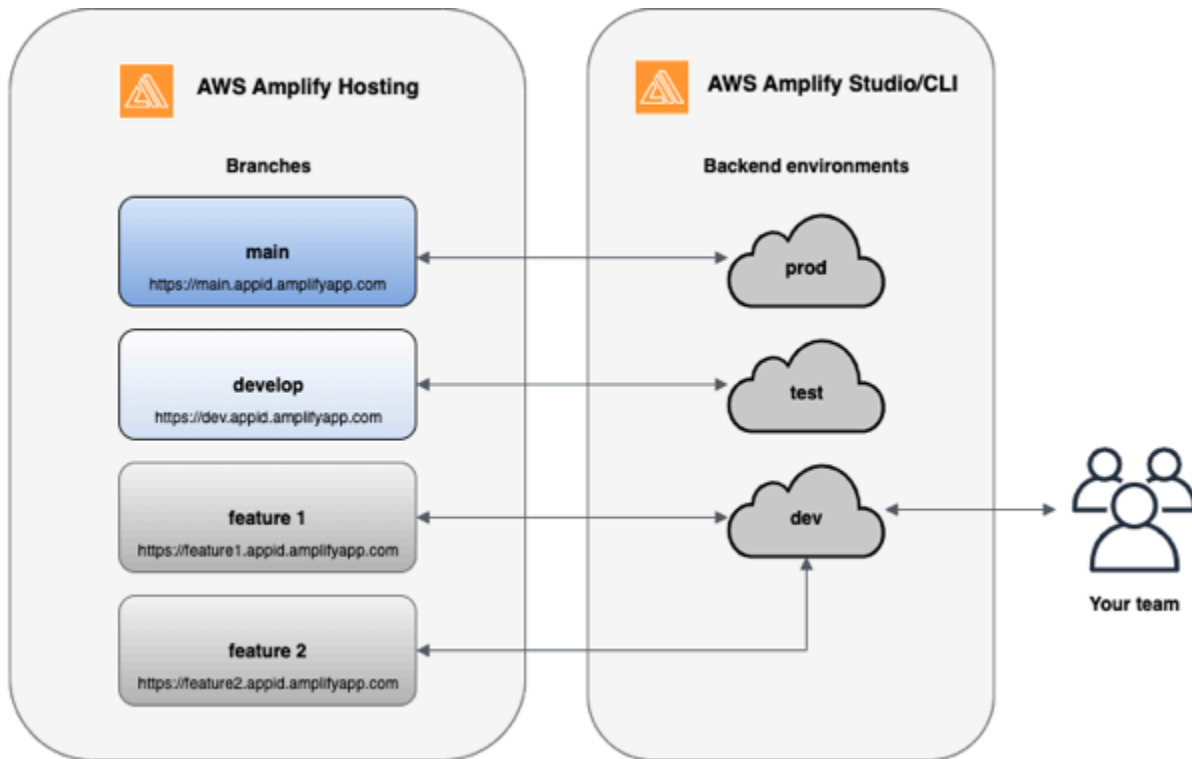 AWS Amplify Hosting
Branches
main
https://main.appid.amplifyapp.com
develop
https://dev.appid.amplifyapp.com
feature 1
https://feature1.appid.amplifyapp.com
feature 2
https://feature2.appid.amplifyapp.com
AWS Amplify Studio/CLI
Backend environments
prod
test
dev
Your team